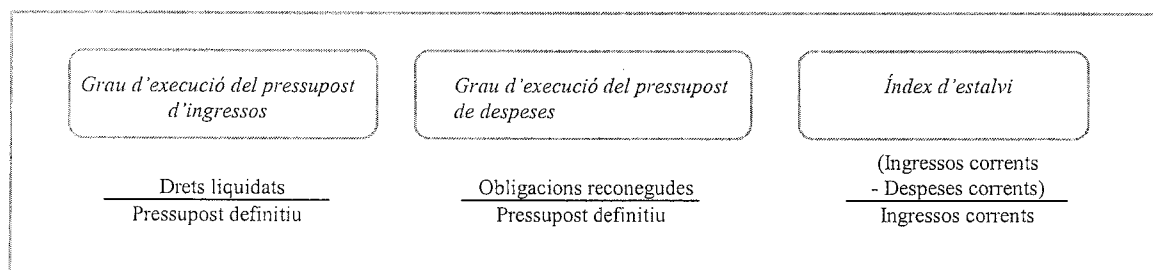 Grau d'execució del pressupost
d'ingressos
Grau d'execució del pressupost
de despeses
Índex d'estalvi
Drets liquidats
Pressupost definitiu
Obligacions reconegudes
Pressupost definitiu
(Ingressos corrents
- Despeses corrents)
Ingressos corrents